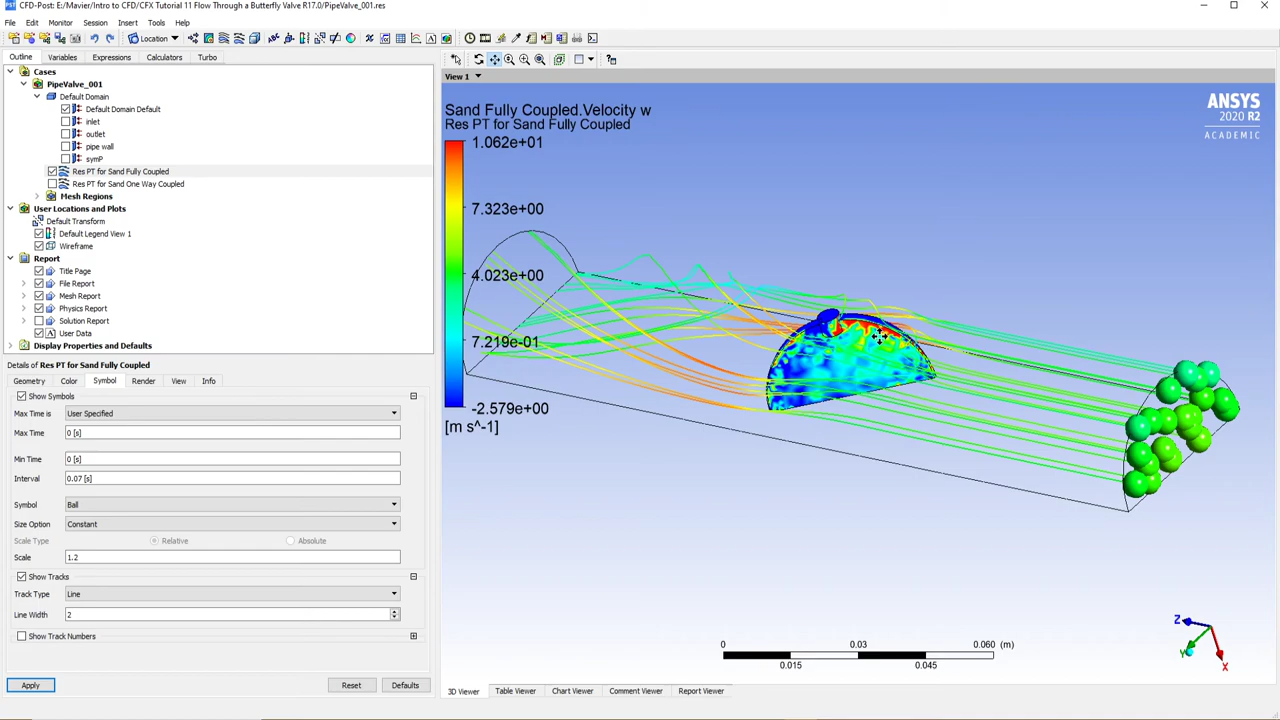 CFD-Post: E:/Mavier/Intro to CFD/CFX Tutorial 11 Flow Through a Butterfly Valve R17.0/PipeValve_001.res
File Edit Monitor Session Insert Tools Help
Location
Outline Variables Expressions Calculators Turbo
Cases
PipeValve_001
Default Domain
Default Domain Default
inlet
outlet
pipe wall
symP
Res PT for Sand Fully Coupled
Res PT for Sand One Way Coupled
Mesh Regions
User Locations and Plots
Default Transform
Default Legend View 1
Wireframe
Report
Title Page
File Report
Mesh Report
Physics Report
Solution Report
User Data
Display Properties and Defaults
Details of Res PT for Sand Fully Coupled
Geometry Color Symbol Render View Info
Show Symbols
Max Time is User Specified
Max Time 0 [s]
Min Time 0 [s]
Interval 0.07 [s]
Symbol Ball
Size Option Constant
Scale Type Relative Absolute
Scale 1.2
Show Tracks
Track Type Line
Line Width 2
Show Track Numbers
Apply Reset Defaults
View 1
Sand Fully Coupled.Velocity w
Res PT for Sand Fully Coupled
1.062e+01
7.323e+00
4.023e+00
7.219e-01
-2.579e+00
[m s^-1]
ANSYS
2020 R2
ACADEMIC
0 0.03 0.060 (m)
0.015 0.045
Z
Y
X
3D Viewer Table Viewer Chart Viewer Comment Viewer Report Viewer